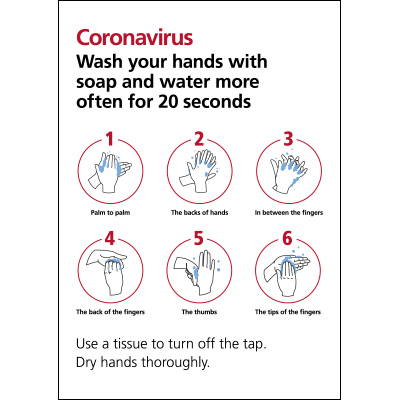 Coronavirus
Wash your hands with
soap and water more
often for 20 seconds
1
2
3
Palm to palm
The backs of hands
In between the fingers
4
5
6
The back of the fingers
The thumbs
The tips of the fingers
Use a tissue to turn off the tap.
Dry hands thoroughly.